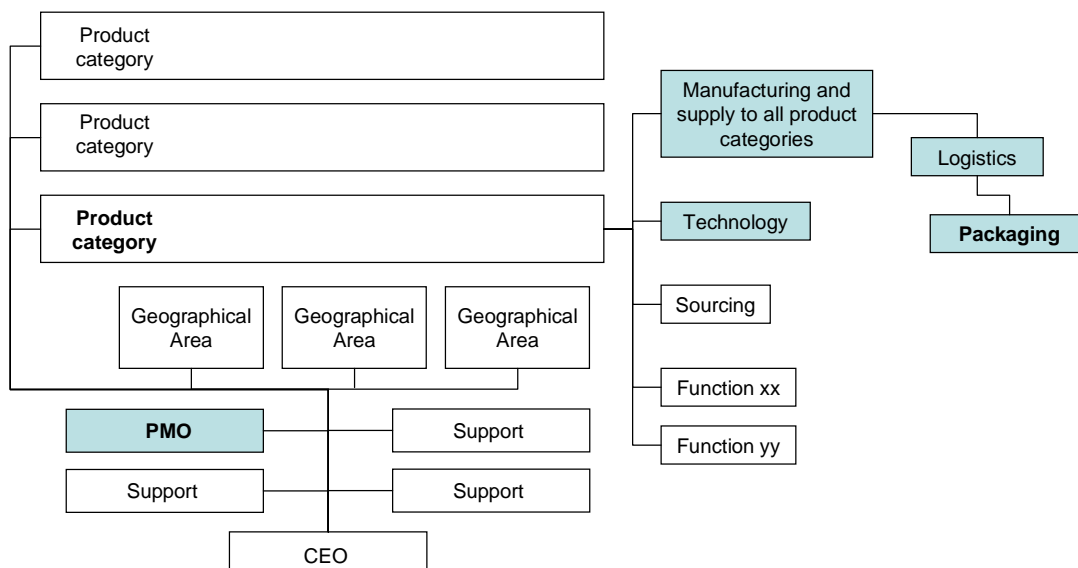 Product
category
Product
category
Product
category
Manufacturing and
supply to all product
categories
Logistics
Technology
Packaging
Sourcing
Geographical
Area
Geographical
Area
Geographical
Area
Function xx
PMO
Support
Function yy
Support
Support
CEO